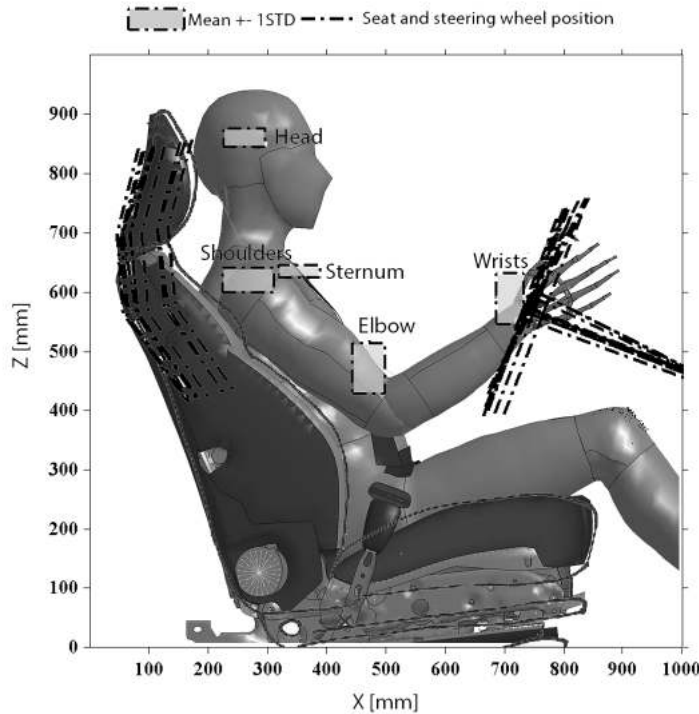 Mean +- 1STD
Seat and steering wheel position
900
Head
800
700
Shoulders
Sternum
Wrists
600
Elbow
500
Z [mm]
400
300
200
100
0
100 200 300 400 500 600 700 800 900 1000
X [mm]